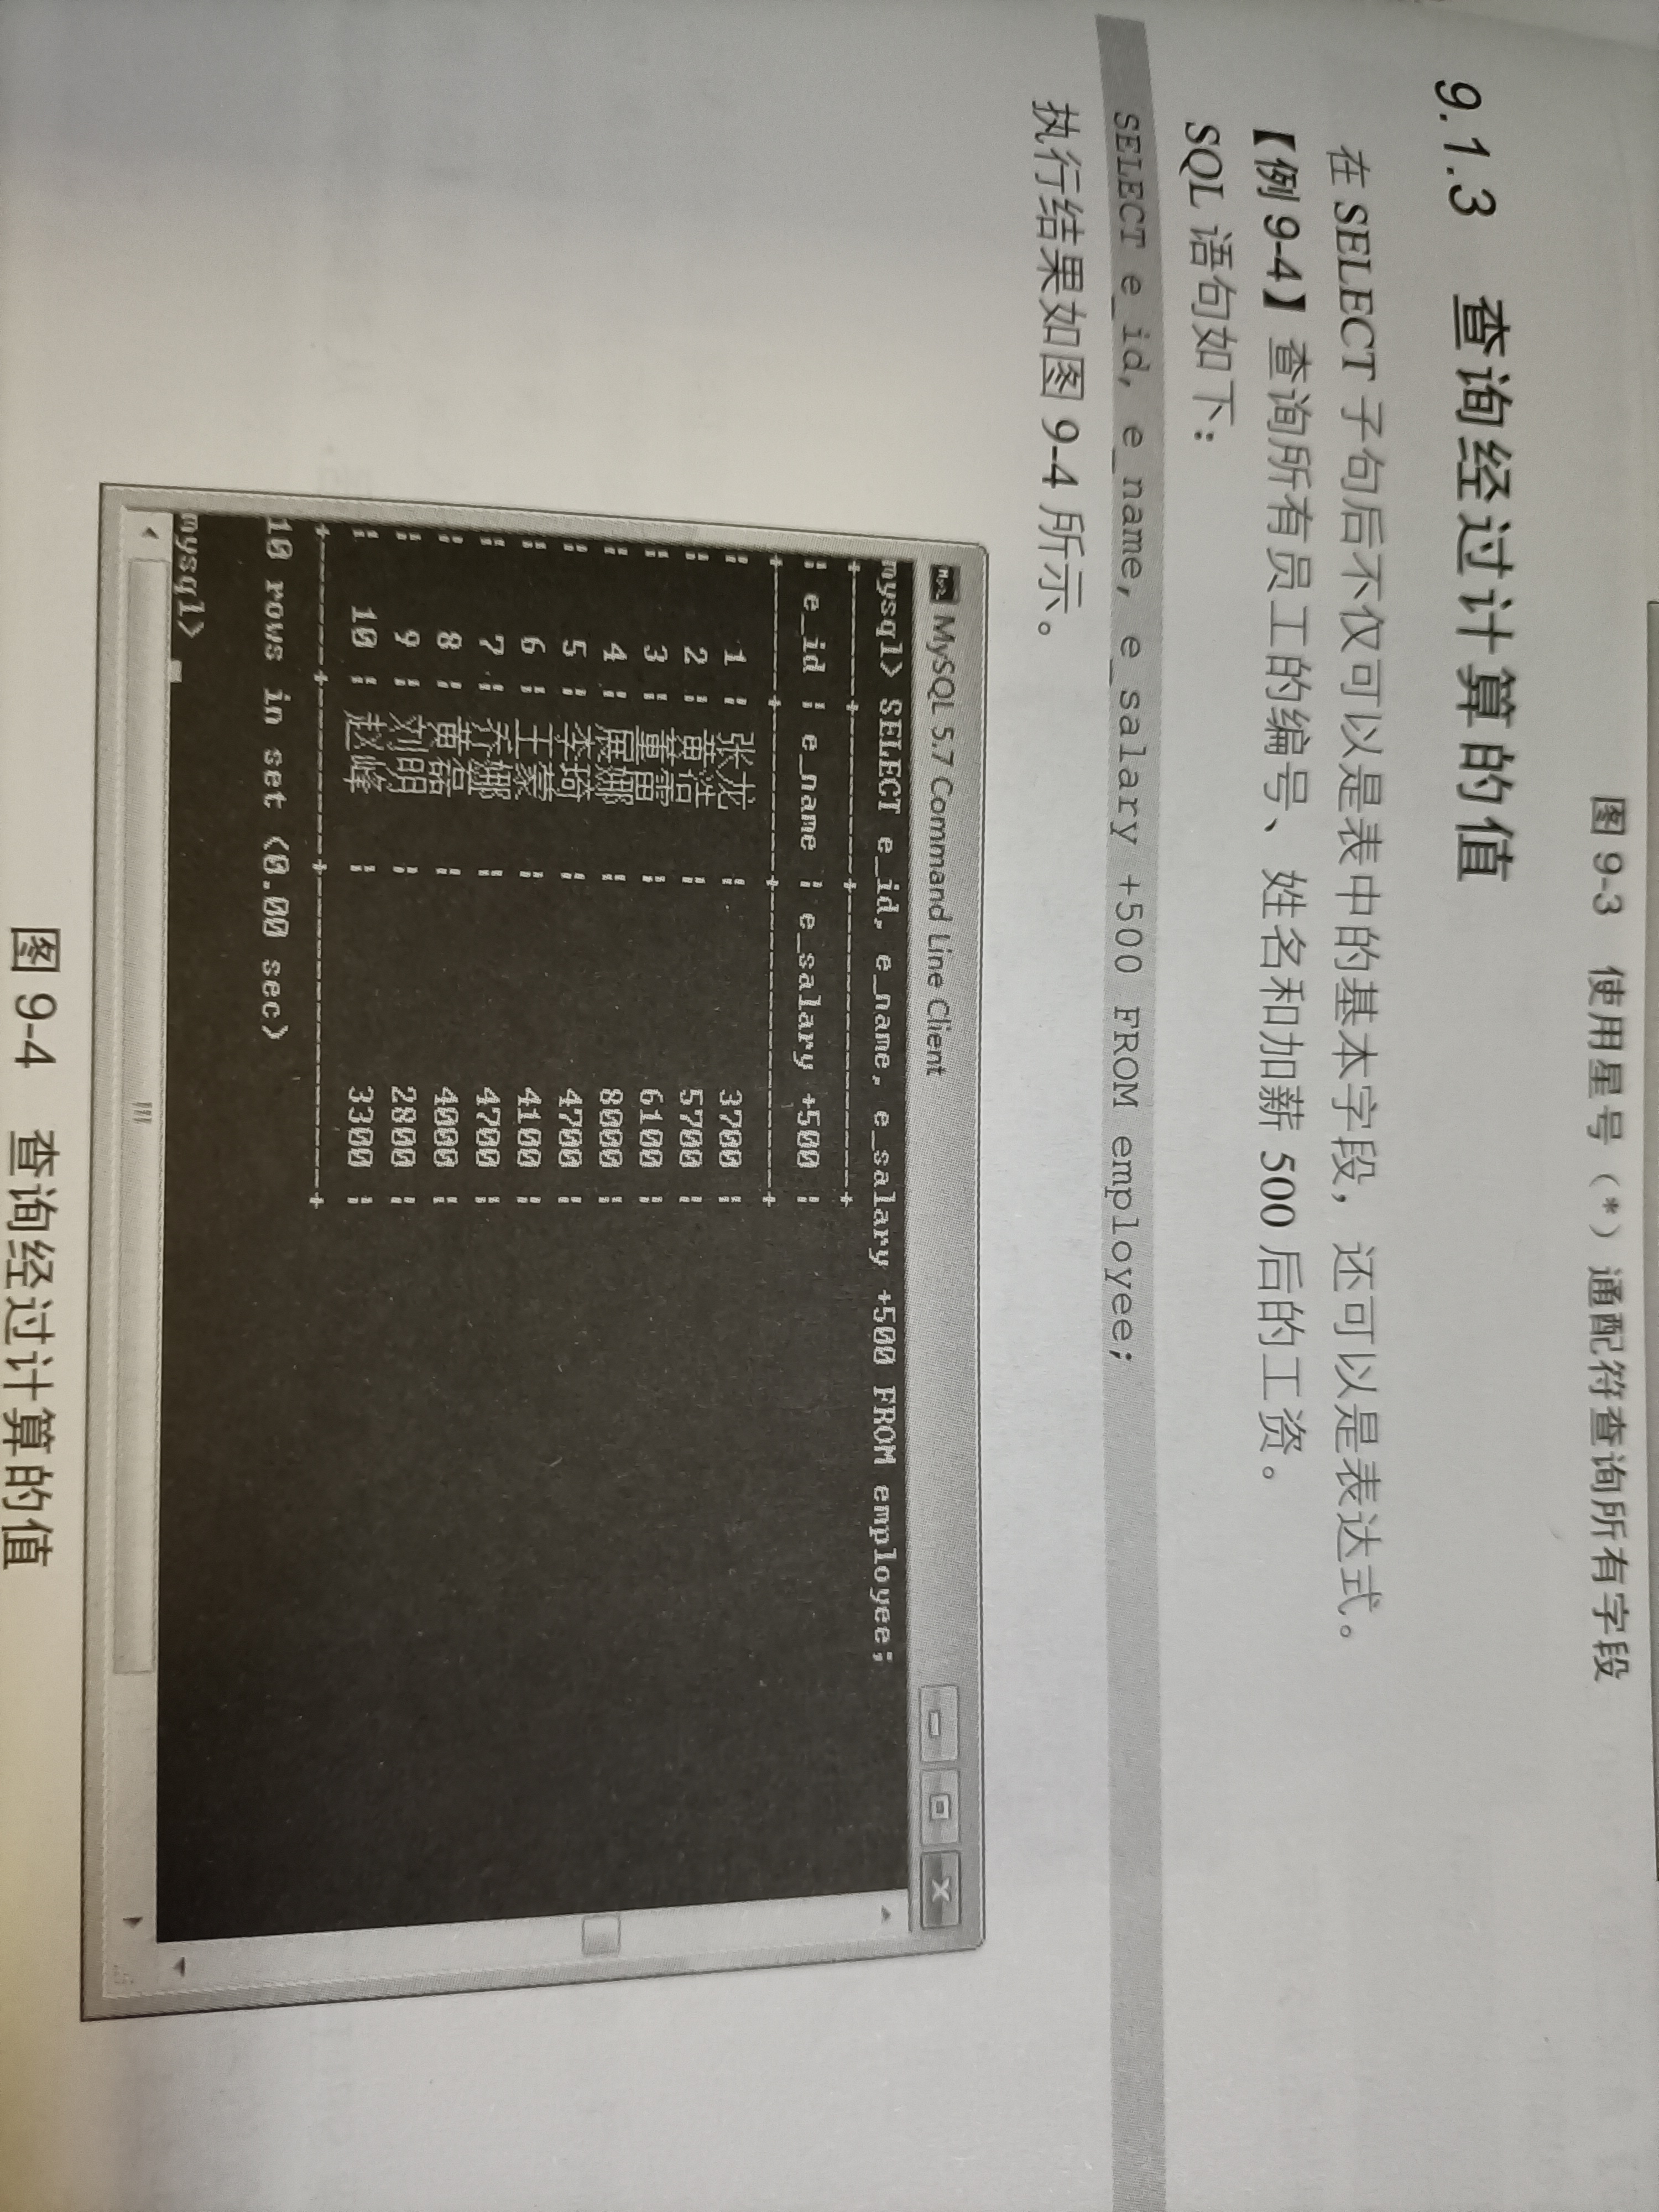 图 9-3 使用星号（*）通配符查询所有字段
9.1.3 查询经过计算的值
在 SELECT 子句后不仅可以是表中的基本字段，还可以是表达式。
【例 9-4】查询所有员工的编号、姓名和加薪 500 后的工资。
SQL 语句如下：
SELECT e_id, e_name, e_salary +500 FROM employee;
执行结果如图 9-4 所示。
MySQL 5.7 Command Line Client
mysql> SELECT e_id, e_name, e_salary +500 FROM employee;
+------+--------+---------------+
| e_id | e_name | e_salary +500 |
+------+--------+---------------+
| 1 | 张龙 | 3700 |
| 2 | 黄浩 | 5700 |
| 3 | 董雷 | 6100 |
| 4 | 展娜 | 8000 |
| 5 | 李琦 | 4700 |
| 6 | 王蒙 | 4100 |
| 7 | 乔娜 | 4700 |
| 8 | 黄磊 | 4000 |
| 9 | 刘明 | 2800 |
| 10 | 赵峰 | 3300 |
+------+--------+---------------+
10 rows in set (0.00 sec)
mysql> _
图 9-4 查询经过计算的值